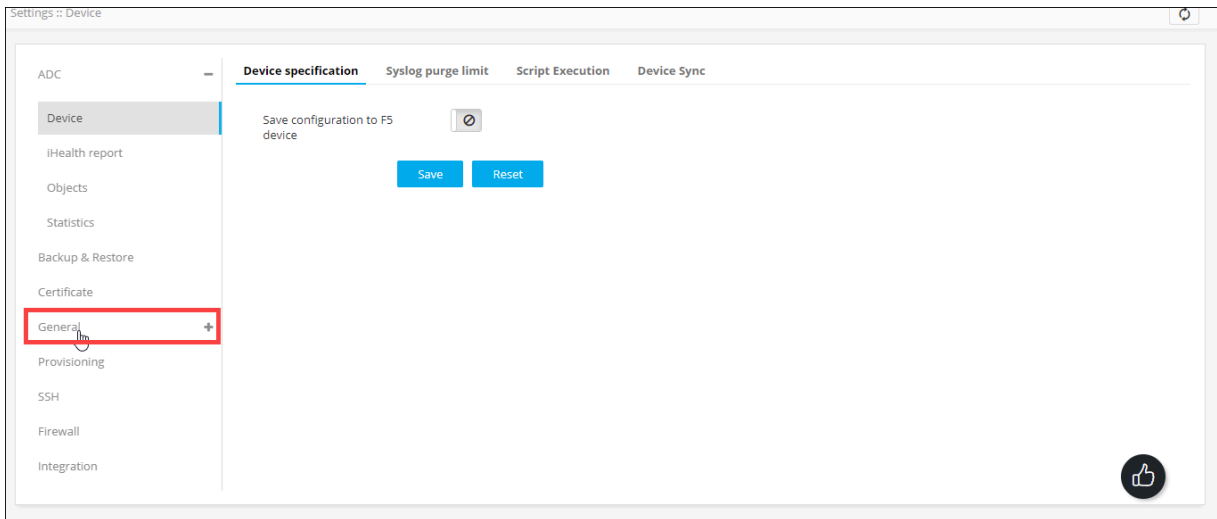 Settings :: Device
ADC
Device
iHealth report
Objects
Statistics
Backup & Restore
Certificate
General
Provisioning
SSH
Firewall
Integration
Device specification
Syslog purge limit
Script Execution
Device Sync
Save configuration to F5
device
Save
Reset